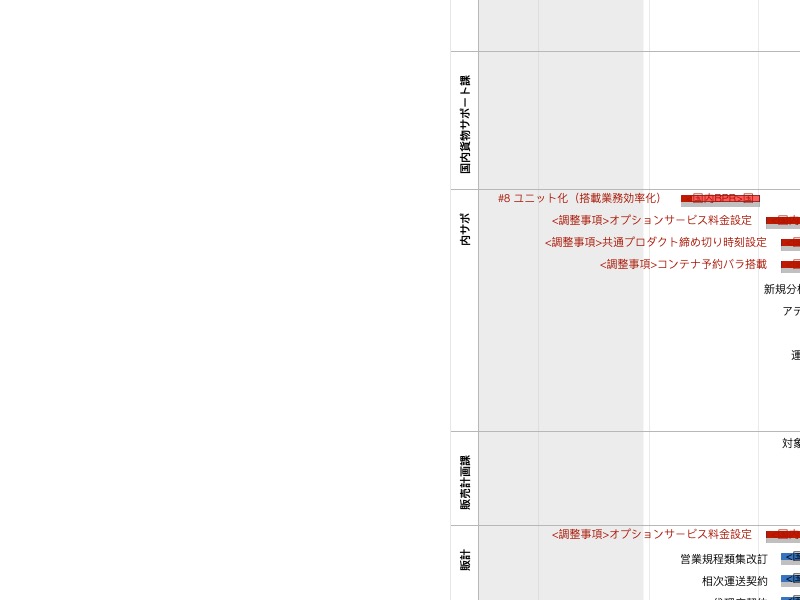 国内貨物サポート課
内サポ
#8 ユニット化（搭載業務効率化）
<調整事項>オプションサービス料金設定
<調整事項>共通プロダクト締め切り時刻設定
<調整事項>コンテナ予約バラ搭載
新規分
アデ
運
販売計画課
対象
販計
<調整事項>オプションサービス料金設定
営業規程類集改訂
相次運送契約